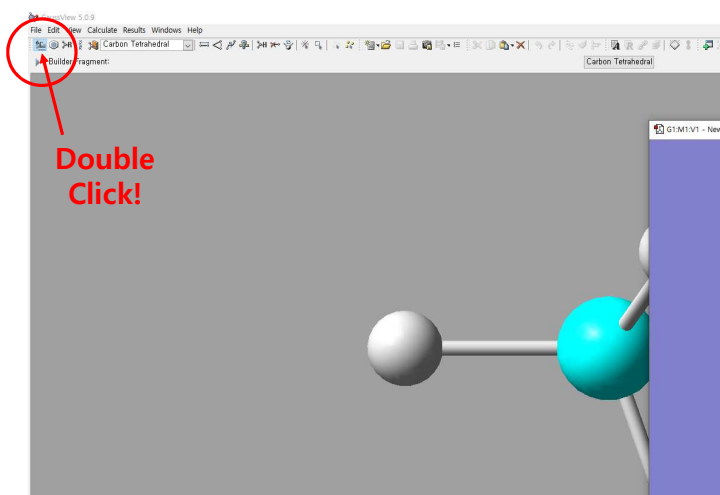 GaussView 5.0.9
File Edit View Calculate Results Windows Help
Carbon Tetrahedral
Builder Fragment:
Carbon Tetrahedral
G1:M1:V1 - New
Double
Click!